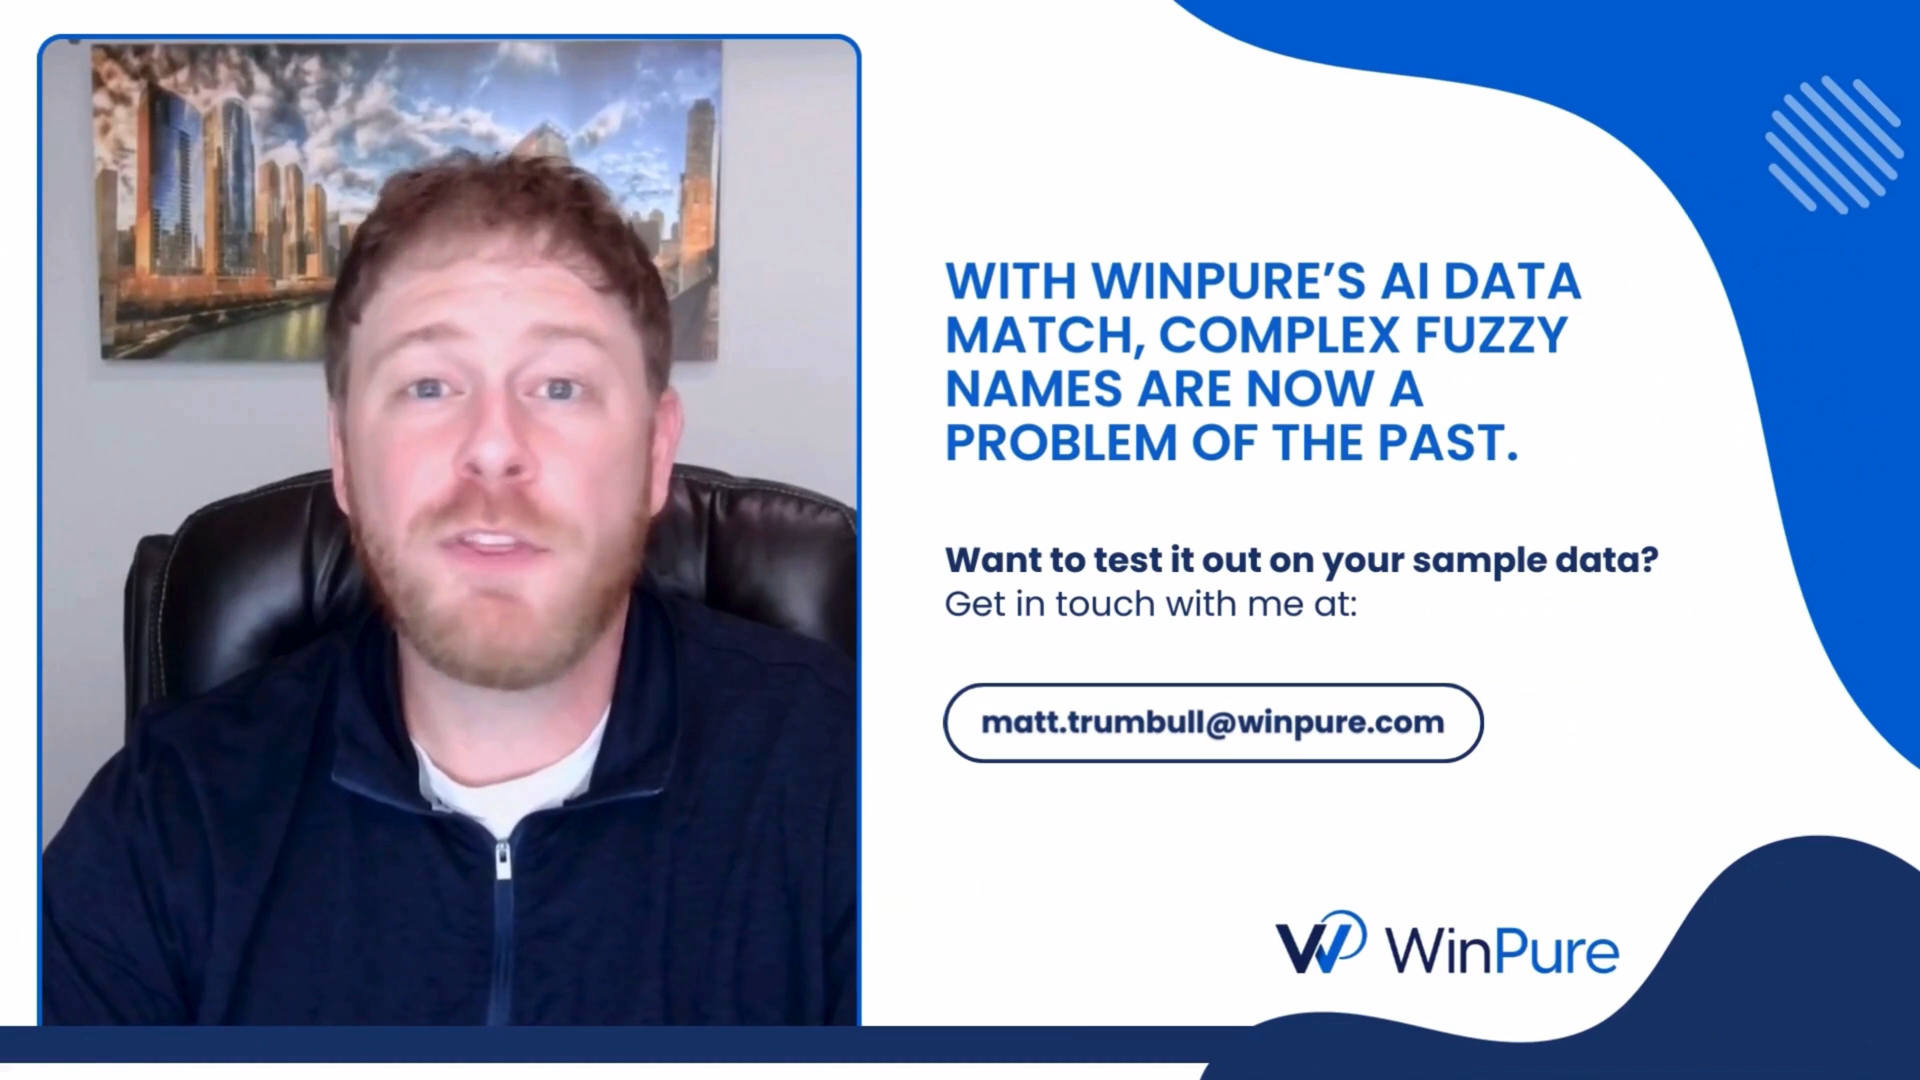 WITH WINPURE’S AI DATA
MATCH, COMPLEX FUZZY
NAMES ARE NOW A
PROBLEM OF THE PAST.
Want to test it out on your sample data?
Get in touch with me at:
matt.trumbull@winpure.com
WinPure